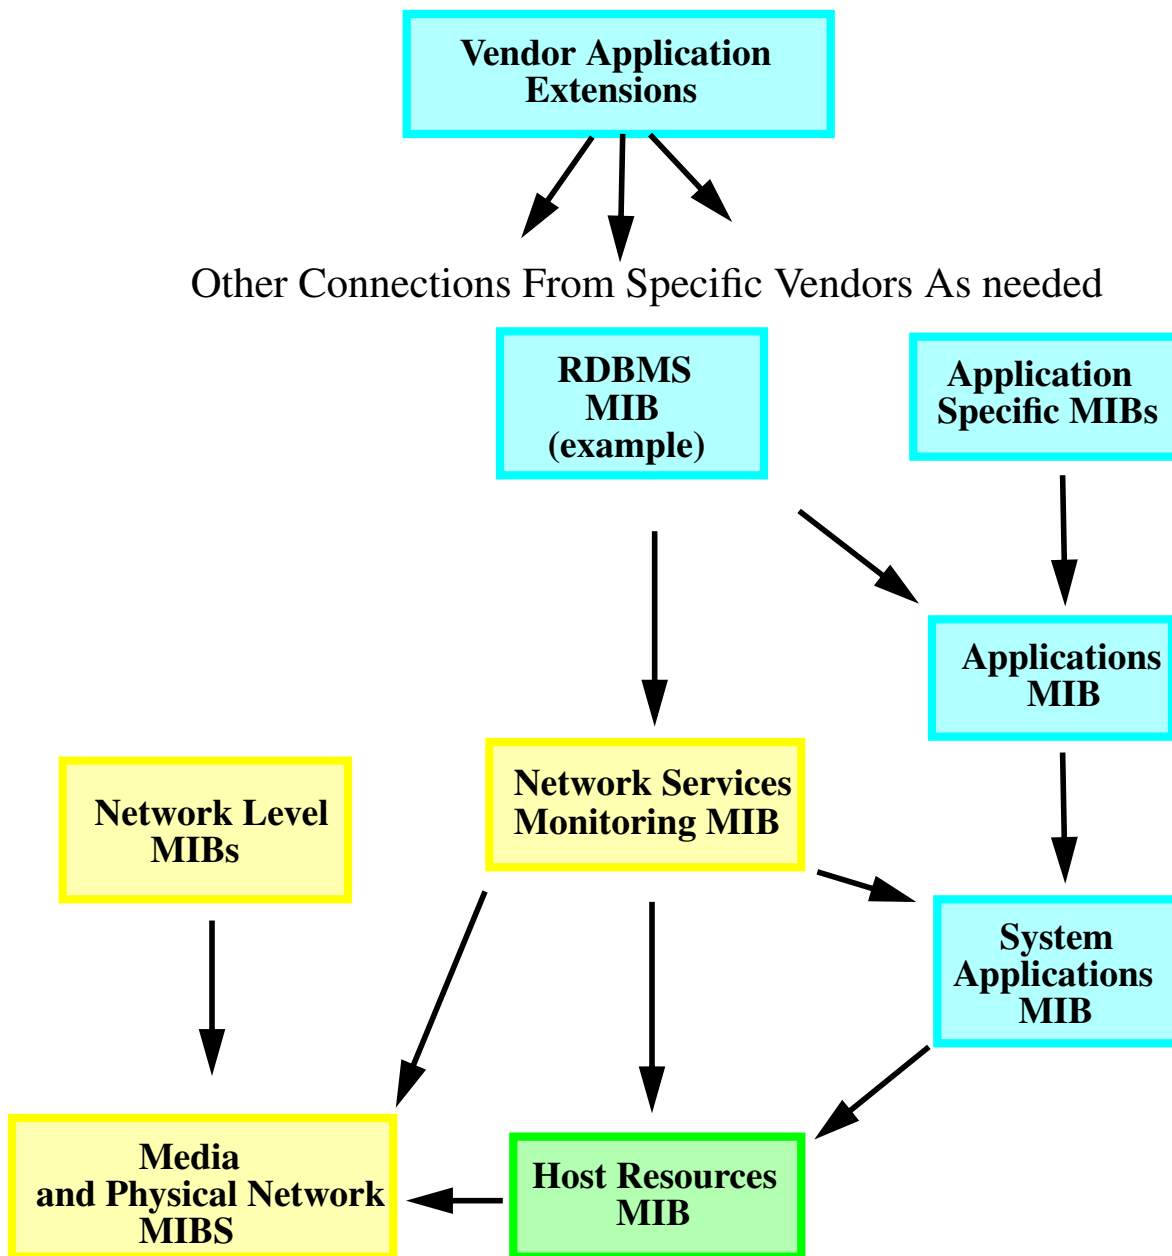 Vendor Application
Extensions
Other Connections From Specific Vendors As needed
RDBMS
MIB
(example)
Application
Specific MIBs
Applications
MIB
Network Services
Monitoring MIB
Network Level
MIBs
System
Applications
MIB
Media
and Physical Network
MIBS
Host Resources
MIB